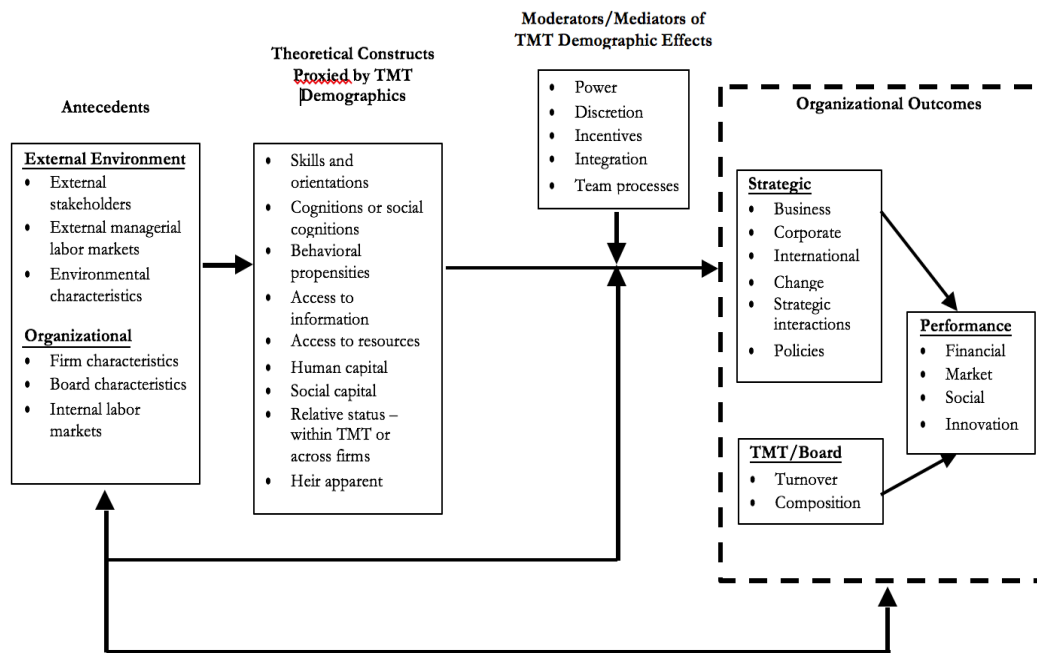 Antecedents
External Environment
External
stakeholders
External managerial
labor markets
Environmental
characteristics
Organizational
Firm characteristics
Board characteristics
Internal labor
markets
Theoretical Constructs
Proxied by TMT
Demographics
Skills and
orientations
Cognitions or social
cognitions
Behavioral
propensities
Access to
information
Access to resources
Human capital
Social capital
Relative status –
within TMT or
across firms
Heir apparent
Moderators/Mediators of
TMT Demographic Effects
Power
Discretion
Incentives
Integration
Team processes
Organizational Outcomes
Strategic
Business
Corporate
International
Change
Strategic
interactions
Policies
TMT/Board
Turnover
Composition
Performance
Financial
Market
Social
Innovation